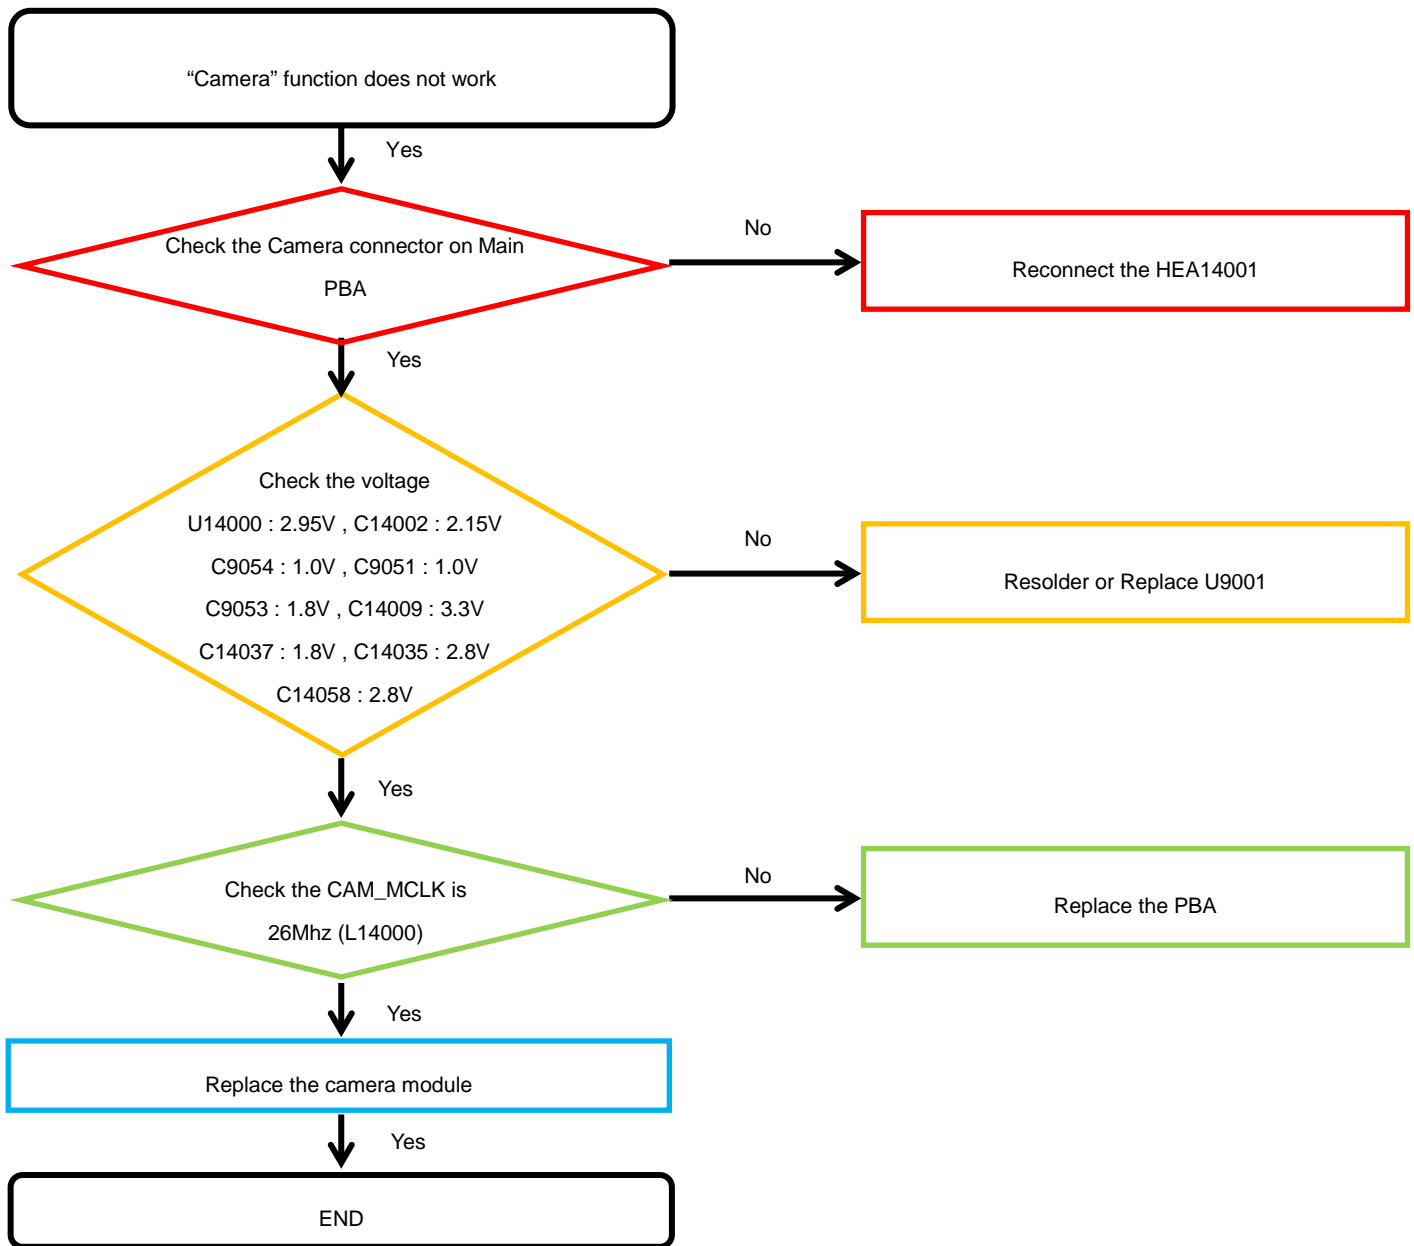 “Camera” function does not work
Yes
Check the Camera connector on Main
PBA
No
Reconnect the HEA14001
Yes
Check the voltage
U14000 : 2.95V , C14002 : 2.15V
C9054 : 1.0V , C9051 : 1.0V
C9053 : 1.8V , C14009 : 3.3V
C14037 : 1.8V , C14035 : 2.8V
C14058 : 2.8V
No
Resolder or Replace U9001
Yes
Check the CAM_MCLK is
26Mhz (L14000)
No
Replace the PBA
Yes
Replace the camera module
Yes
END